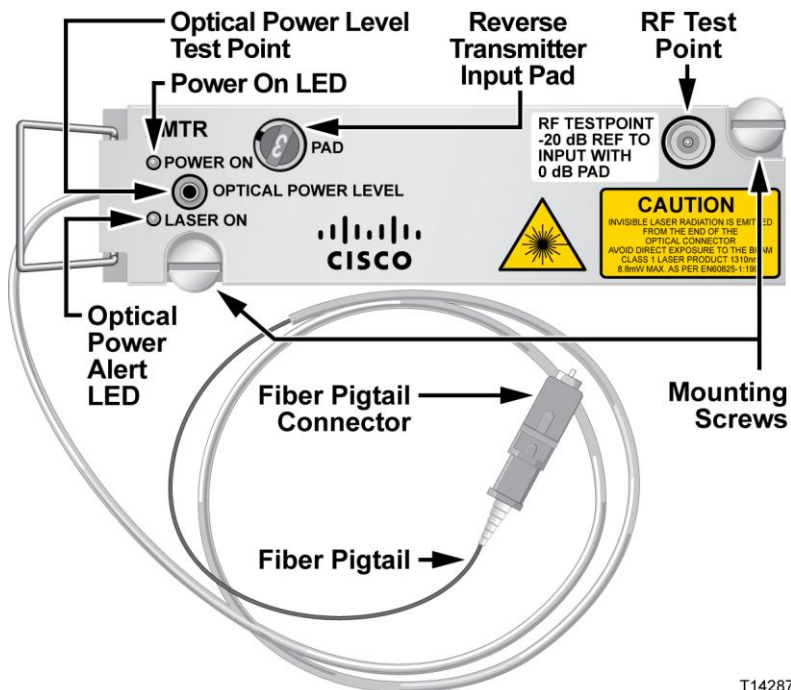 Optical Power Level
Test Point
Power On LED
Reverse
Transmitter
Input Pad
RF Test
Point
MTR
POWER ON
3
PAD
OPTICAL POWER LEVEL
LASER ON
CISCO
RF TESTPOINT
-20 dB REF TO
INPUT WITH
0 dB PAD
CAUTION
INVISIBLE LASER RADIATION IS EMITTED
FROM THE END OF THE
OPTICAL CONNECTOR
AVOID DIRECT EXPOSURE TO THE BEAM
CLASS 1 LASER PRODUCT 1310nm
8.8mW MAX. AS PER EN60825-1:199
Optical
Power
Alert
LED
Fiber Pigtail
Connector
Mounting
Screws
Fiber Pigtail
T14287